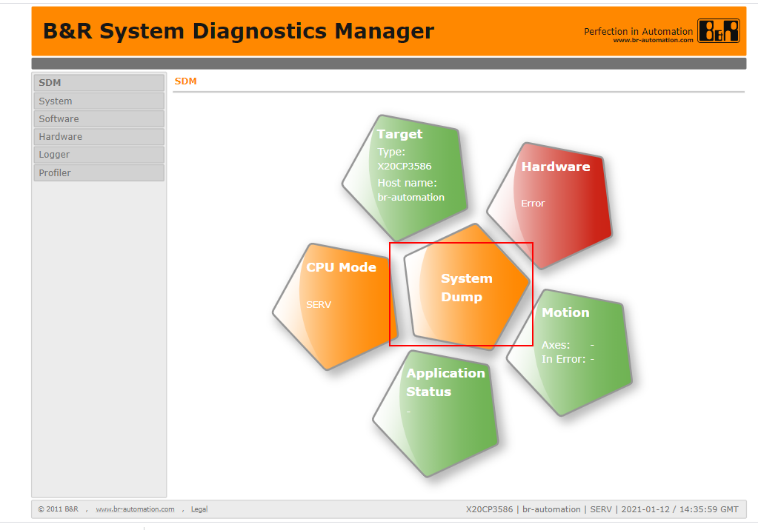 B&R System Diagnostics Manager
Perfection in Automation
www.br-automation.com
B&R
SDM
System
Software
Hardware
Logger
Profiler
SDM
Target
Type:
X20CP3586
Host name:
br-automation
Hardware
Error
CPU Mode
SERV
System
Dump
Motion
Axes: -
In Error: -
Application
Status
-
© 2011 B&R . www.br-automation.com . Legal
X20CP3586 | br-automation | SERV | 2021-01-12 / 14:35:59 GMT